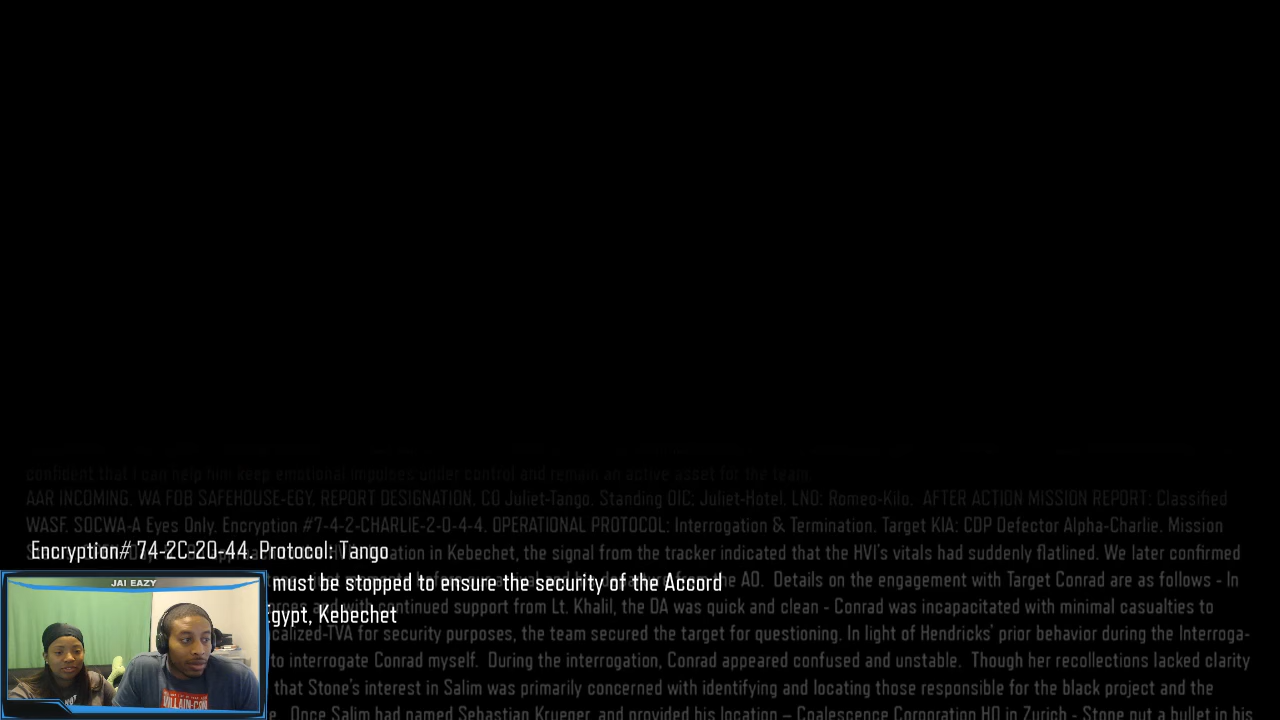 confident that I can help him keep emotional impulses under control and remain an active asset for the team
AAR INCOMING. WA FOB SAFEHOUSE-EGY. REPORT DESIGNATION, CO Juliet-Tango. Standing OIC: Juliet-Hotel. LNO: Romeo-Kilo. AFTER ACTION MISSION REPORT: Classified
WASF. SOCWA-A Eyes Only. Encryption #7-4-2-CHARLIE-2-0-4-4. OPERATIONAL PROTOCOL: Interrogation & Termination. Target KIA: CDP Defector Alpha-Charlie. Mission
Encryption# 74-2C-20-44. Protocol: Tango
in Kebechet, the signal from the tracker indicated that the HVI's vitals had suddenly flatlined. We later confirmed
must be stopped to ensure the security of the Accord
the AO. Details on the engagement with Target Conrad are as follows - In
Egypt, Kebechet
and with continued support from Lt. Khalil, the DA was quick and clean - Conrad was incapacitated with minimal casualties to
for security purposes, the team secured the target for questioning. In light of Hendricks' prior behavior during the Interroga-
to interrogate Conrad myself. During the interrogation, Conrad appeared confused and unstable. Though her recollections lacked clarity
that Stone's interest in Salim was primarily concerned with identifying and locating those responsible for the black project and the
Once Salim had named Sebastian Krueger, and provided his location – Coalescence Corporation HQ in Zurich - Stone put a bullet in his
JAI EAZY
VILLAIN-CON